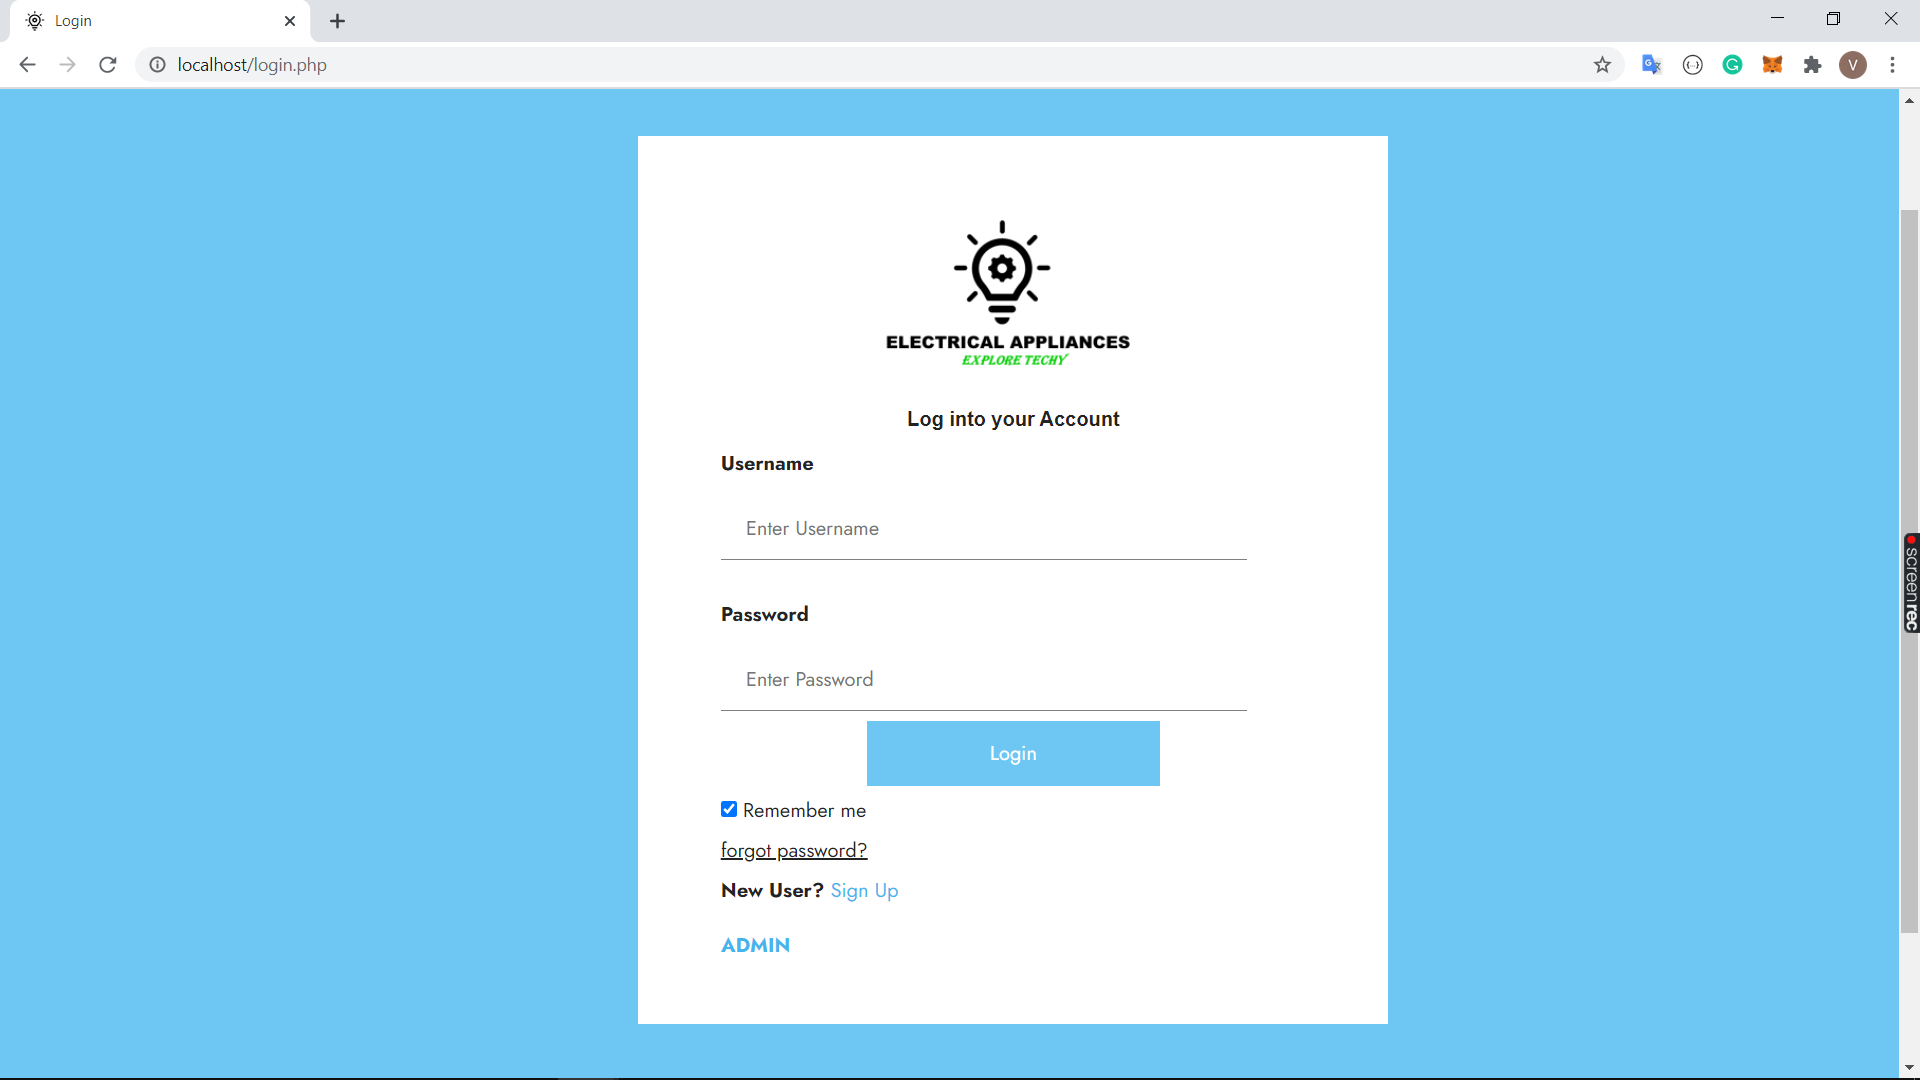 Login
localhost/login.php
V
ELECTRICAL APPLIANCES
EXPLORE TECHY
Log into your Account
Username
Enter Username
Password
Enter Password
Login
Remember me
forgot password?
New User? Sign Up
ADMIN
screenrec